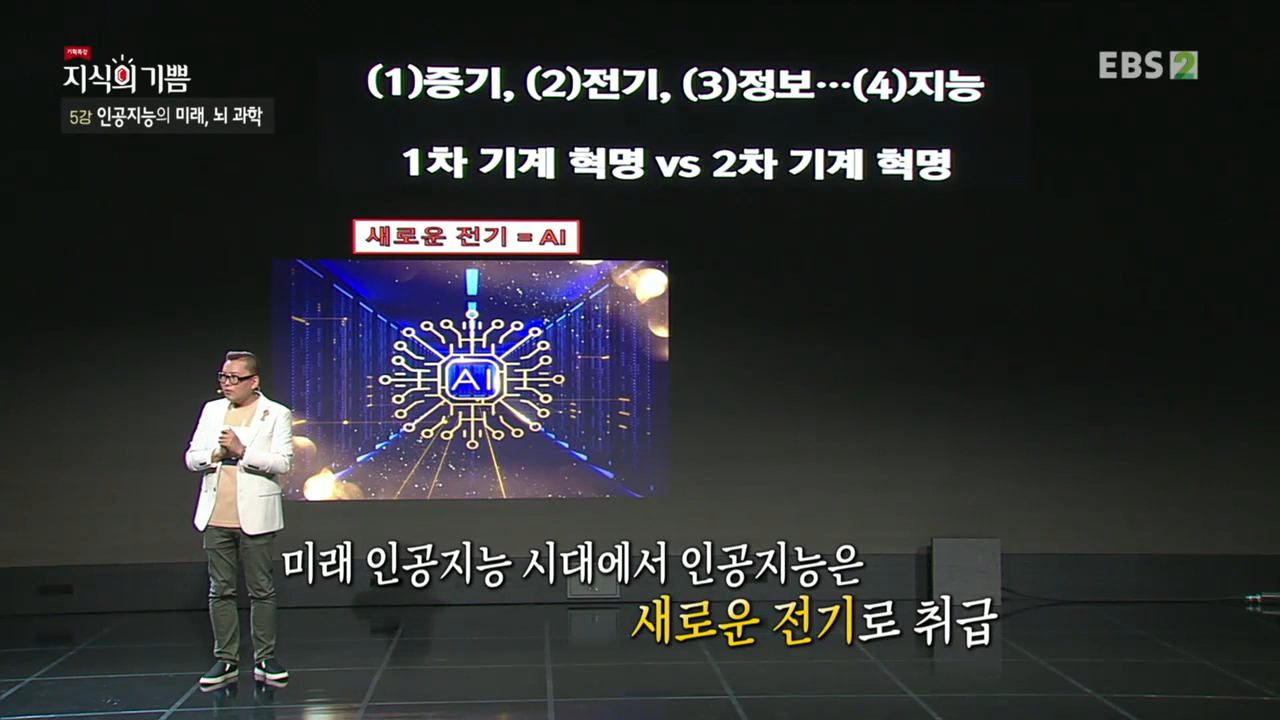 기획특강
지식의 기쁨
5강 인공지능의 미래, 뇌 과학
EBS 2
(1)증기, (2)전기, (3)정보…(4)지능
1차 기계 혁명 vs 2차 기계 혁명
새로운 전기 = AI
AI
미래 인공지능 시대에서 인공지능은
새로운 전기로 취급